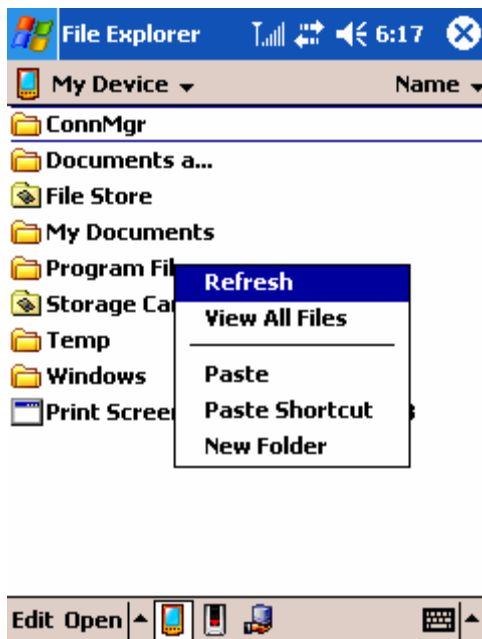 File Explorer 6:17
My Device Name
ConnMgr
Documents a...
File Store
My Documents
Program Fil
Refresh
Storage Ca
View All Files
Temp
Windows
Paste
Print Scree
Paste Shortcut
New Folder
Edit Open